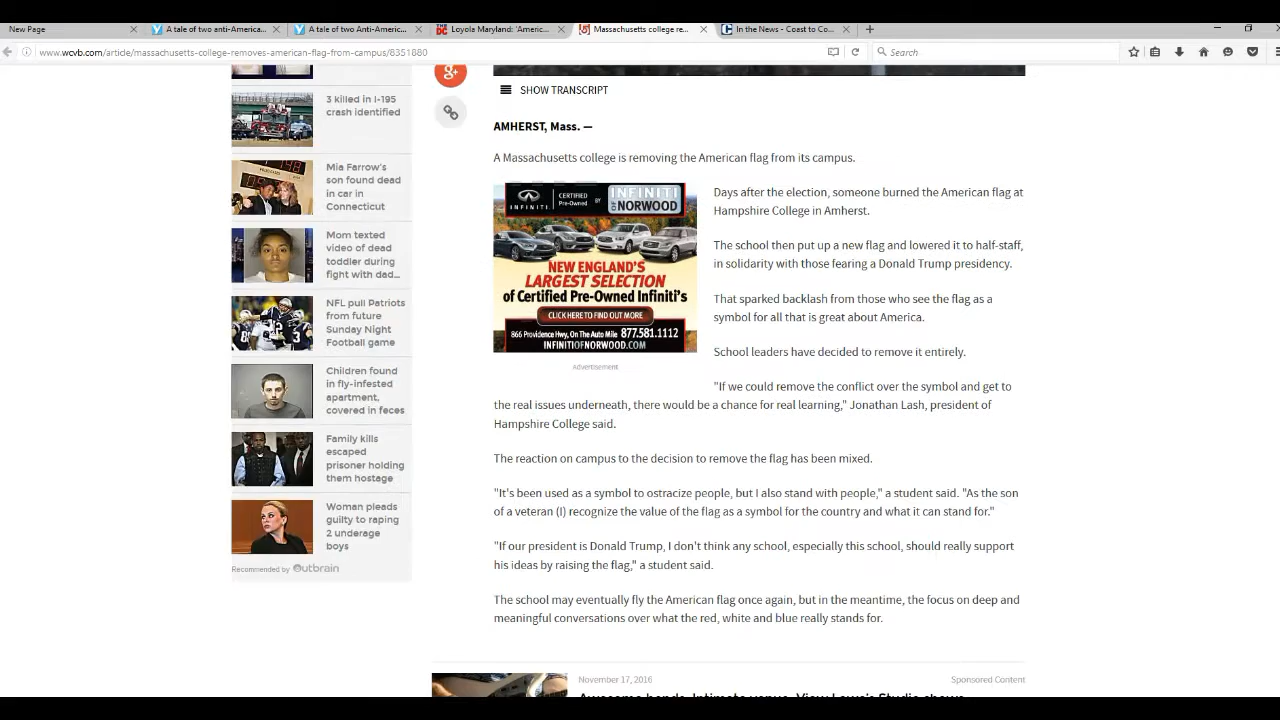 New Page
A tale of two anti-America...
A tale of Two Anti-Americ...
Loyola Maryland: 'Americ...
Massachusetts college re...
In the News - Coast to Co...
www.wcvb.com/article/massachusetts-college-removes-american-flag-from-campus/8351880
Search
3 killed in I-195
crash identified
Mia Farrow's
son found dead
in car in
Connecticut
Mom texted
video of dead
toddler during
fight with dad...
NFL pull Patriots
from future
Sunday Night
Football game
Children found
in fly-infested
apartment,
covered in feces
Family kills
escaped
prisoner holding
them hostage
Woman pleads
guilty to raping
2 underage
boys
Recommended by Outbrain
g+
SHOW TRANSCRIPT
AMHERST, Mass. —
A Massachusetts college is removing the American flag from its campus.
INFINITI
CERTIFIED
Pre-Owned
BY
INFINITI
OF NORWOOD
NEW ENGLAND'S
LARGEST SELECTION
of Certified Pre-Owned Infiniti's
CLICK HERE TO FIND OUT MORE
866 Providence Hwy, On The Auto Mile 877.581.1112
INFINITIOFNORWOOD.COM
Advertisement
Days after the election, someone burned the American flag at
Hampshire College in Amherst.
The school then put up a new flag and lowered it to half-staff,
in solidarity with those fearing a Donald Trump presidency.
That sparked backlash from those who see the flag as a
symbol for all that is great about America.
School leaders have decided to remove it entirely.
"If we could remove the conflict over the symbol and get to
the real issues underneath, there would be a chance for real learning," Jonathan Lash, president of
Hampshire College said.
The reaction on campus to the decision to remove the flag has been mixed.
"It's been used as a symbol to ostracize people, but I also stand with people," a student said. "As the son
of a veteran (I) recognize the value of the flag as a symbol for the country and what it can stand for."
"If our president is Donald Trump, I don't think any school, especially this school, should really support
his ideas by raising the flag," a student said.
The school may eventually fly the American flag once again, but in the meantime, the focus on deep and
meaningful conversations over what the red, white and blue really stands for.
November 17, 2016
Sponsored Content